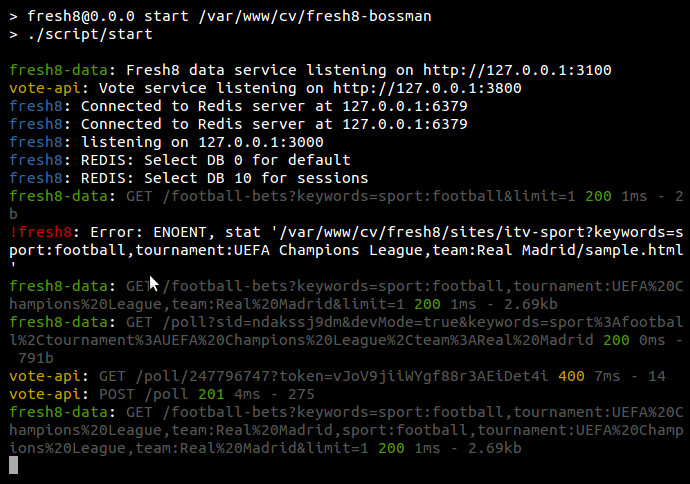 > fresh8@0.0.0 start /var/www/cv/fresh8-bossman
> ./script/start
fresh8-data: Fresh8 data service listening on http://127.0.0.1:3100
vote-api: Vote service listening on http://127.0.0.1:3800
fresh8: Connected to Redis server at 127.0.0.1:6379
fresh8: Connected to Redis server at 127.0.0.1:6379
fresh8: listening on 127.0.0.1:3000
fresh8: REDIS: Select DB 0 for default
fresh8: REDIS: Select DB 10 for sessions
fresh8-data: GET /football-bets?keywords=sport:football&limit=1 200 1ms - 2
b
!fresh8: Error: ENOENT, stat '/var/www/cv/fresh8/sites/itv-sport?keywords=s
port:football,tournament:UEFA Champions League,team:Real Madrid/sample.html
'
fresh8-data: GET /football-bets?keywords=sport:football,tournament:UEFA%20C
hampions%20League,team:Real%20Madrid&limit=1 200 1ms - 2.69kb
fresh8-data: GET /poll?sid=ndakssj9dm&devMode=true&keywords=sport%3Afootbal
l%2Ctournament%3AUEFA%20Champions%20League%2Cteam%3AReal%20Madrid 200 0ms -
 791b
vote-api: GET /poll/247796747?token=vJoV9jiiWYgf88r3AEiDet4i 400 7ms - 14
vote-api: POST /poll 201 4ms - 275
fresh8-data: GET /football-bets?keywords=sport:football,tournament:UEFA%20C
hampions%20League,team:Real%20Madrid,sport:football,tournament:UEFA%20Champ
ions%20League,team:Real%20Madrid&limit=1 200 1ms - 2.69kb